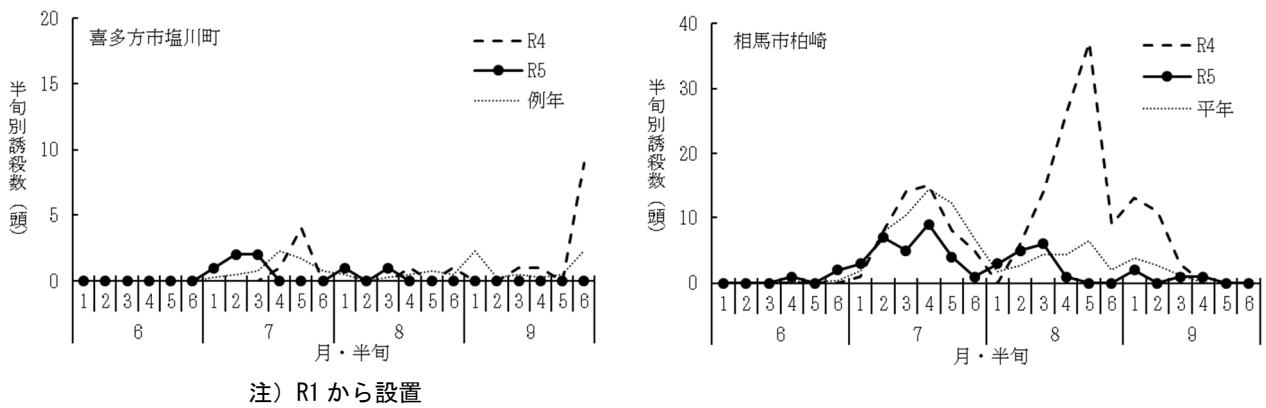 喜多方市塩川町
R4
R5
例年
半旬別誘殺数（頭）
20
15
10
5
0
1 2 3 4 5 6 1 2 3 4 5 6 1 2 3 4 5 6 1 2 3 4 5 6
6 7 8 9
月・半旬
注）R1から設置
相馬市柏崎
R4
R5
平年
半旬別誘殺数（頭）
40
30
20
10
0
1 2 3 4 5 6 1 2 3 4 5 6 1 2 3 4 5 6 1 2 3 4 5 6
6 7 8 9
月・半旬